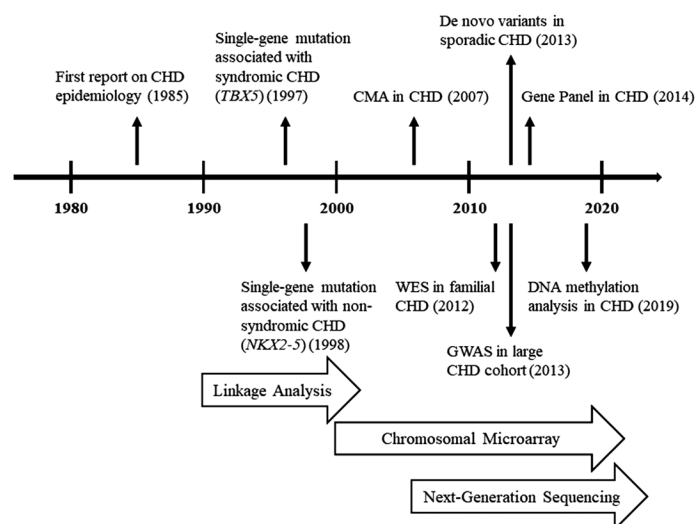 De novo variants in
sporadic CHD (2013)
Single-gene mutation
associated with
syndromic CHD
(TBX5) (1997)
First report on CHD
epidemiology (1985)
CMA in CHD (2007)
Gene Panel in CHD (2014)
1980
1990
2000
2010
2020
Single-gene mutation
associated with non-
syndromic CHD
(NKX2-5) (1998)
WES in familial
CHD (2012)
DNA methylation
analysis in CHD (2019)
GWAS in large
CHD cohort (2013)
Linkage Analysis
Chromosomal Microarray
Next-Generation Sequencing